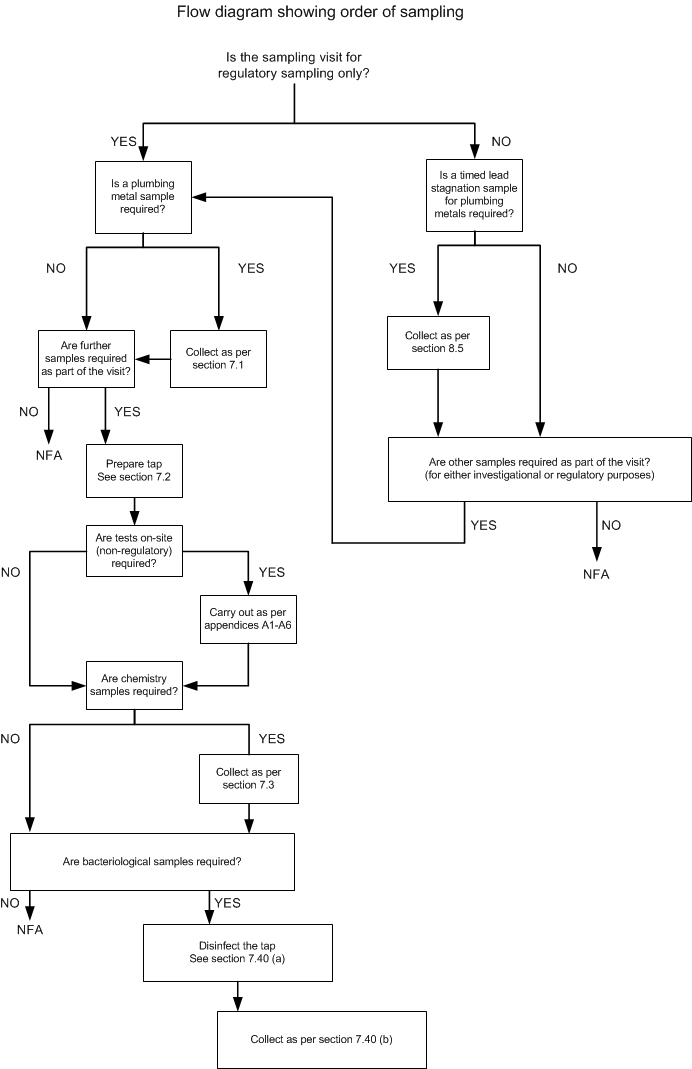 Flow diagram showing order of sampling
Is the sampling visit for
regulatory sampling only?
YES
NO
Is a plumbing
metal sample
required?
Is a timed lead
stagnation sample
for plumbing
metals required?
NO
YES
YES
NO
Are further
samples required
as part of the visit?
Collect as per
section 7.1
Collect as per
section 8.5
NO
YES
NFA
Prepare tap
See section 7.2
Are other samples required as part of the visit?
(for either investigational or regulatory purposes)
YES
NO
NFA
Are tests on-site
(non-regulatory)
required?
NO
YES
Carry out as per
appendices A1-A6
Are chemistry
samples required?
NO
YES
Collect as per
section 7.3
Are bacteriological samples required?
NO
YES
NFA
Disinfect the tap
See section 7.40 (a)
Collect as per section 7.40 (b)